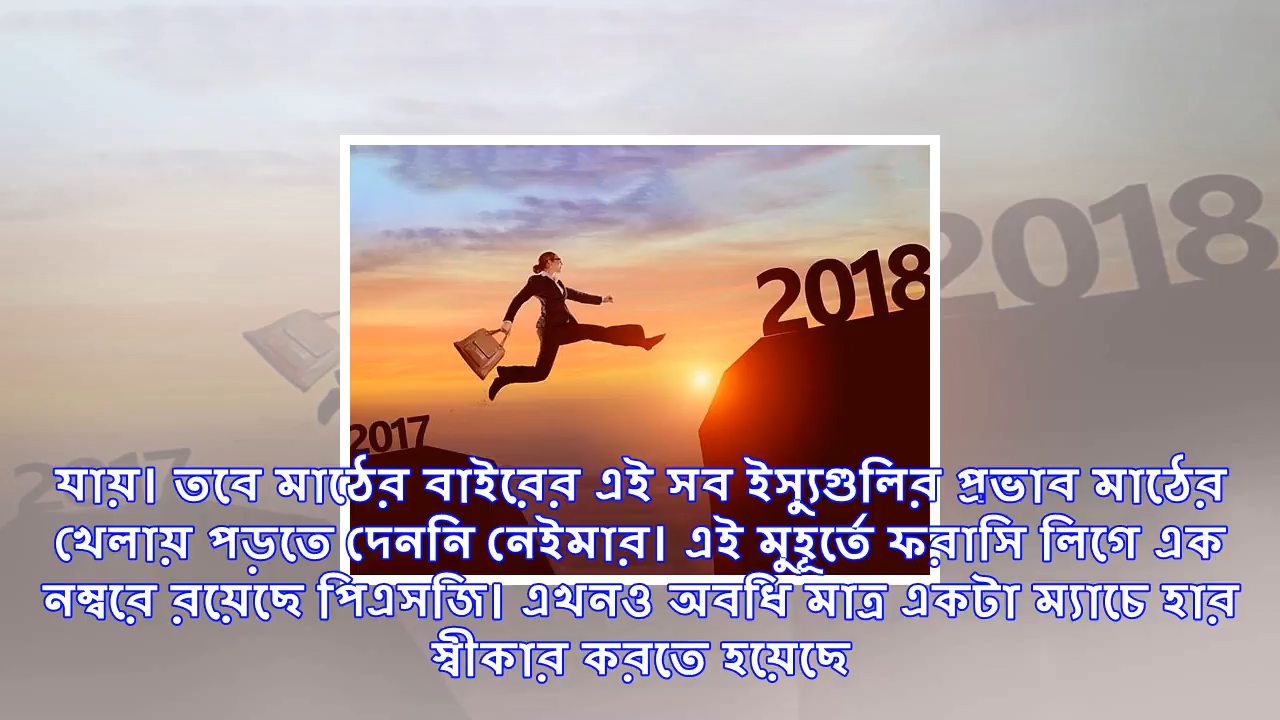 2018
2017
যায়। তবে মাঠের বাইরের এই সব ইস্যুগুলির প্রভাব মাঠের
খেলায় পড়তে দেননি নেইমার। এই মুহূর্তে ফরাসি লিগে এক
নম্বরে রয়েছে পিএসজি। এখনও অবধি মাত্র একটা ম্যাচে হার
স্বীকার করতে হয়েছে